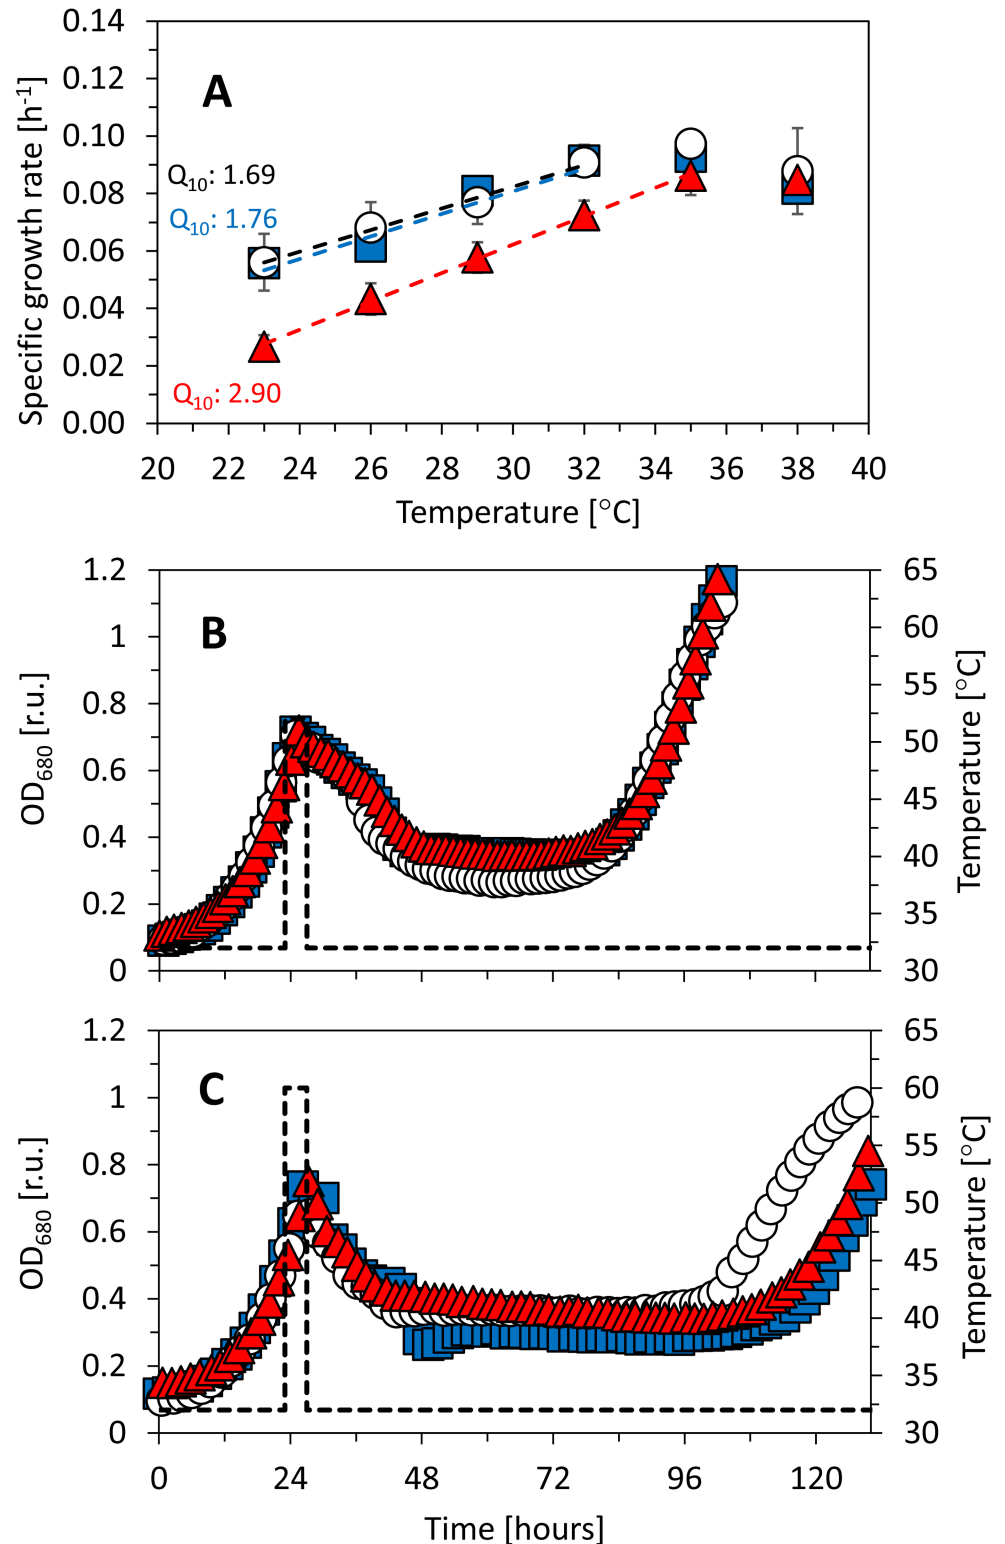 A
Specific growth rate [h-1]
0.14
0.12
0.10
0.08
0.06
0.04
0.02
0.00
Q10: 1.69
Q10: 1.76
Q10: 2.90
20 22 24 26 28 30 32 34 36 38 40
Temperature [°C]
B
OD680 [r.u.]
1.2
1
0.8
0.6
0.4
0.2
0
65
60
55
50
45
40
35
30
Temperature [°C]
C
OD680 [r.u.]
1.2
1
0.8
0.6
0.4
0.2
0
65
60
55
50
45
40
35
30
Temperature [°C]
0 24 48 72 96 120
Time [hours]